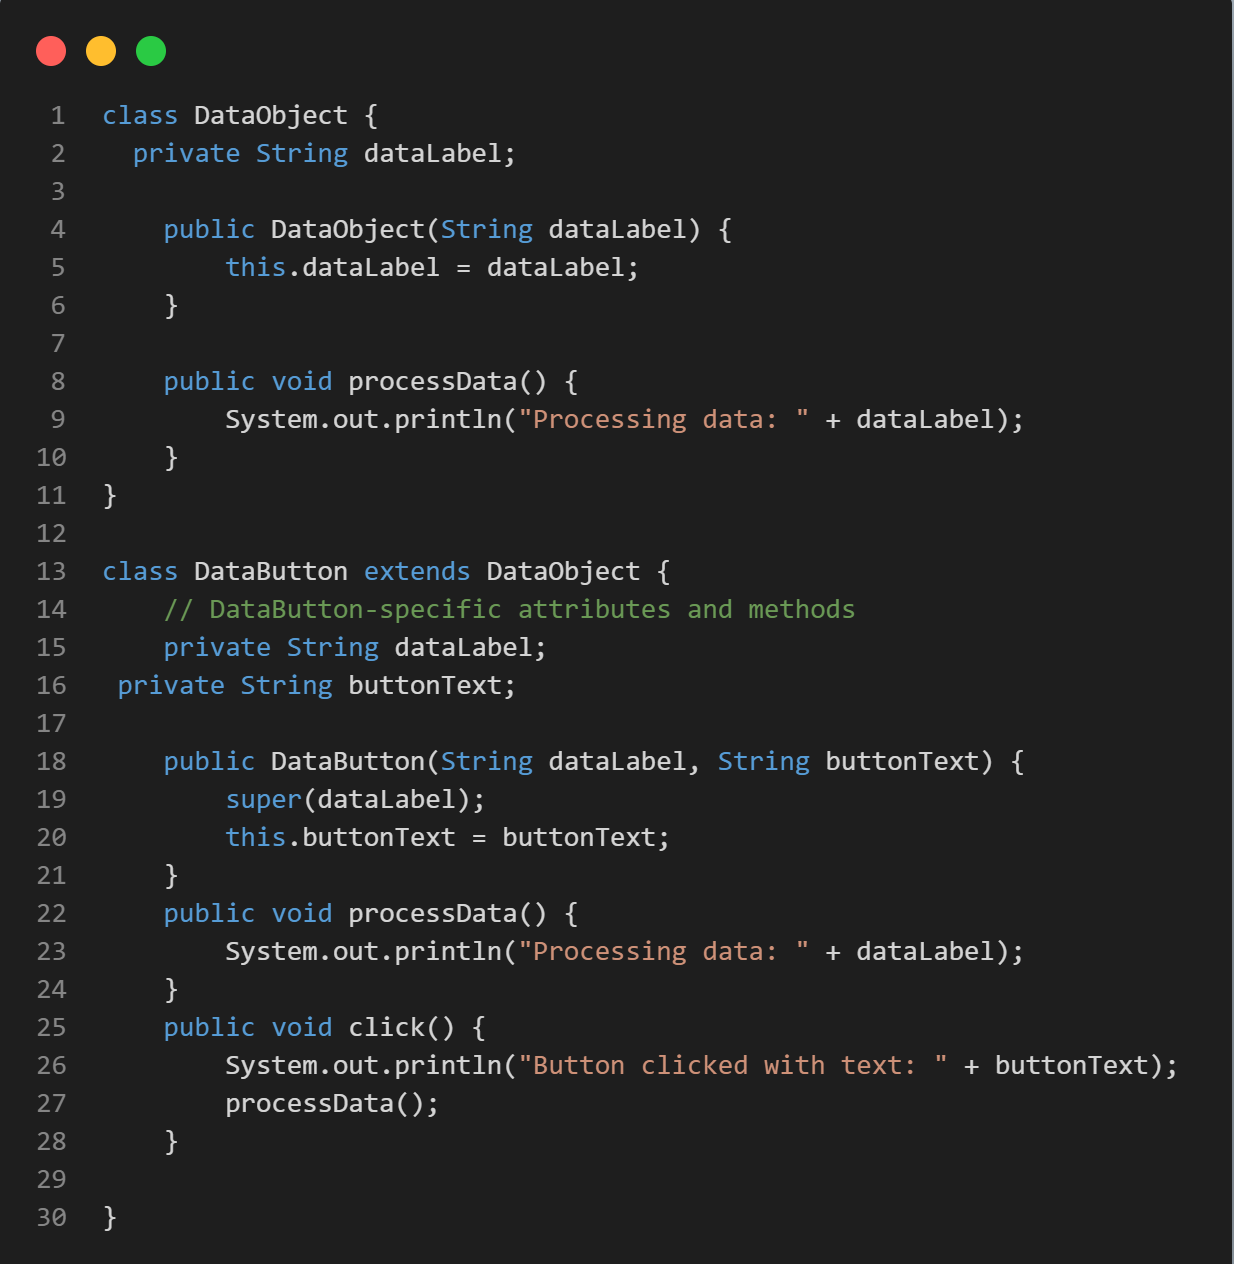 1 class DataObject {
2   private String dataLabel;
3
4     public DataObject(String dataLabel) {
5         this.dataLabel = dataLabel;
6     }
7
8     public void processData() {
9         System.out.println("Processing data: " + dataLabel);
10     }
11 }
12
13 class DataButton extends DataObject {
14     // DataButton-specific attributes and methods
15     private String dataLabel;
16  private String buttonText;
17
18     public DataButton(String dataLabel, String buttonText) {
19         super(dataLabel);
20         this.buttonText = buttonText;
21     }
22     public void processData() {
23         System.out.println("Processing data: " + dataLabel);
24     }
25     public void click() {
26         System.out.println("Button clicked with text: " + buttonText);
27         processData();
28     }
29
30 }